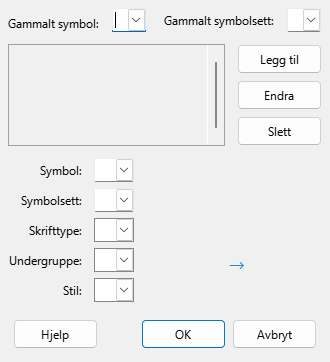 Gammalt symbol: Gammalt symbolsett:
Legg til
Endra
Slett
Symbol:
Symbolsett:
Skrifttype:
Undergruppe:
Stil:
Hjelp OK Avbryt